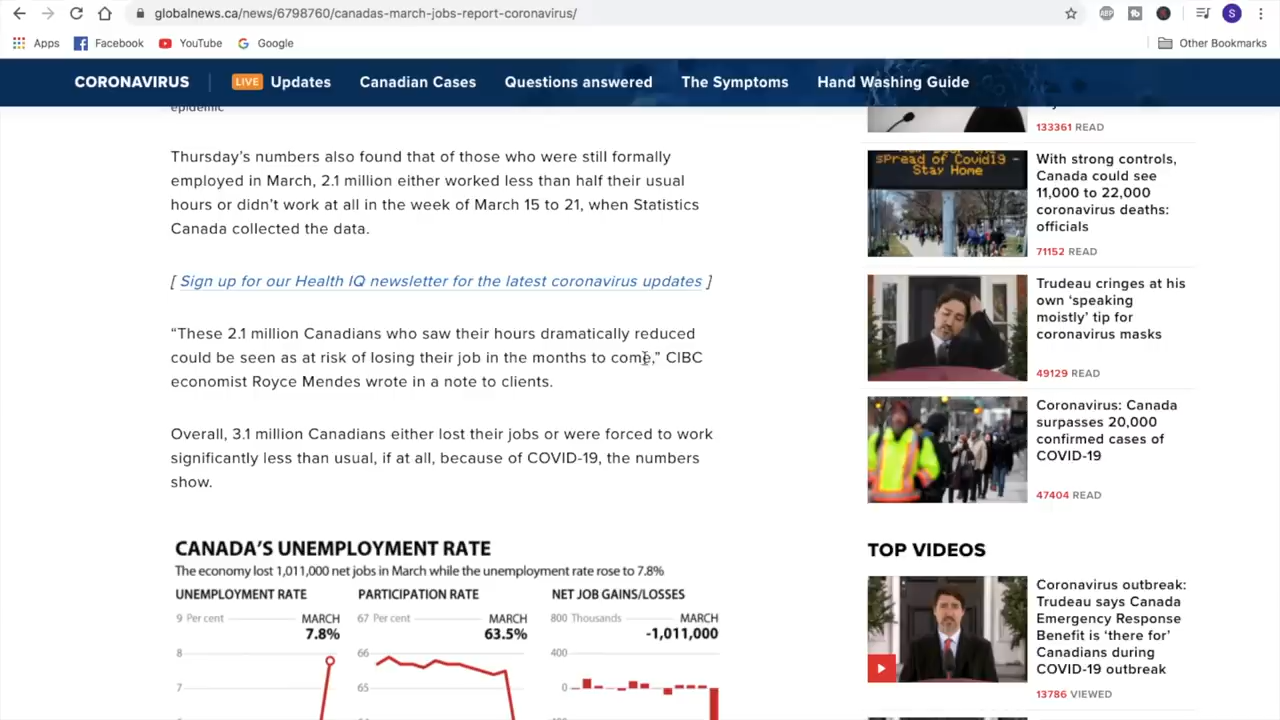 globalnews.ca/news/6798760/canadas-march-jobs-report-coronavirus/
ABP
S
Apps
Facebook
YouTube
Google
Other Bookmarks
CORONAVIRUS
LIVE Updates
Canadian Cases
Questions answered
The Symptoms
Hand Washing Guide
epidemic
Thursday’s numbers also found that of those who were still formally
employed in March, 2.1 million either worked less than half their usual
hours or didn’t work at all in the week of March 15 to 21, when Statistics
Canada collected the data.
[ Sign up for our Health IQ newsletter for the latest coronavirus updates ]
“These 2.1 million Canadians who saw their hours dramatically reduced
could be seen as at risk of losing their job in the months to come,” CIBC
economist Royce Mendes wrote in a note to clients.
Overall, 3.1 million Canadians either lost their jobs or were forced to work
significantly less than usual, if at all, because of COVID-19, the numbers
show.
CANADA’S UNEMPLOYMENT RATE
The economy lost 1,011,000 net jobs in March while the unemployment rate rose to 7.8%
UNEMPLOYMENT RATE
9 Per cent
MARCH
7.8%
8
7
PARTICIPATION RATE
67 Per cent
MARCH
63.5%
66
65
NET JOB GAINS/LOSSES
800 Thousands
MARCH
-1,011,000
400
0
133361 READ
spread of Covid19 -
Stay Home
With strong controls,
Canada could see
11,000 to 22,000
coronavirus deaths:
officials
71152 READ
Trudeau cringes at his
own ‘speaking
moistly’ tip for
coronavirus masks
49129 READ
Coronavirus: Canada
surpasses 20,000
confirmed cases of
COVID-19
47404 READ
TOP VIDEOS
Coronavirus outbreak:
Trudeau says Canada
Emergency Response
Benefit is ‘there for’
Canadians during
COVID-19 outbreak
13786 VIEWED